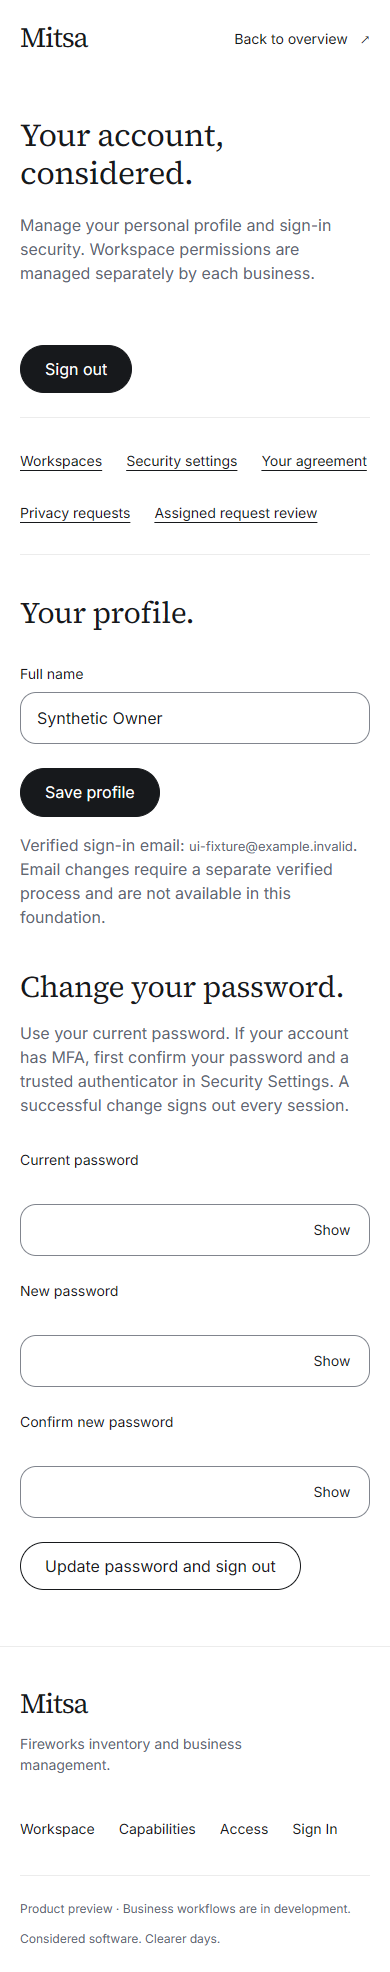 Mitsa
Back to overview ↗
Your account,
considered.
Manage your personal profile and sign-in
security. Workspace permissions are
managed separately by each business.
Sign out
Workspaces Security settings Your agreement
Privacy requests Assigned request review
Your profile.
Full name
Synthetic Owner
Save profile
Verified sign-in email: ui-fixture@example.invalid.
Email changes require a separate verified
process and are not available in this
foundation.
Change your password.
Use your current password. If your account
has MFA, first confirm your password and a
trusted authenticator in Security Settings. A
successful change signs out every session.
Current password
Show
New password
Show
Confirm new password
Show
Update password and sign out
Mitsa
Fireworks inventory and business
management.
Workspace Capabilities Access Sign In
Product preview · Business workflows are in development.
Considered software. Clearer days.